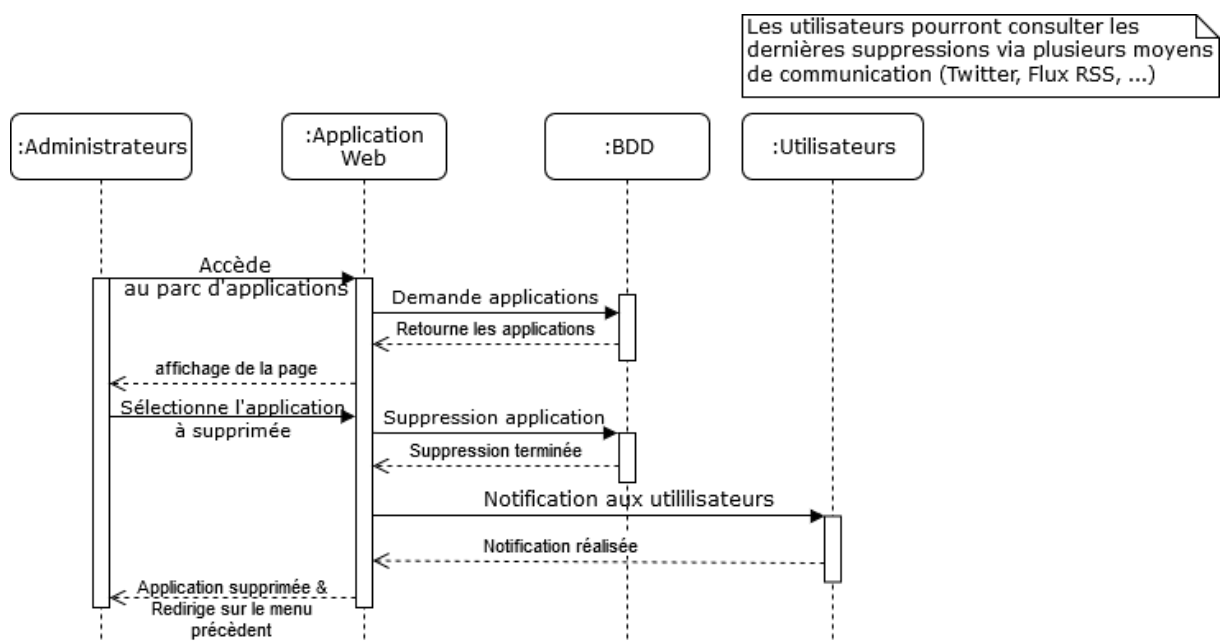 Les utilisateurs pourront consulter les
dernières suppressions via plusieurs moyens
de communication (Twitter, Flux RSS, ...)
:Administrateurs
:Application
Web
:BDD
:Utilisateurs
Accède
au parc d'applications
Demande applications
Retourne les applications
affichage de la page
Sélectionne l'application
à supprimée
Suppression application
Suppression terminée
Notification aux utililisateurs
Notification réalisée
Application supprimée &
Redirige sur le menu
précèdent